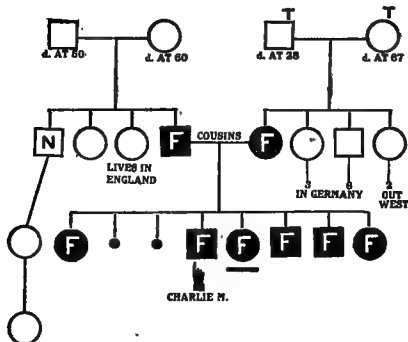 T T
d. AT 60 d. AT 60 d. AT 28 d. AT 67
N F COUSINS F
LIVES IN
ENGLAND
3 6 2
IN GERMANY OUT
WEST
F F F F F F
CHARLIE M.